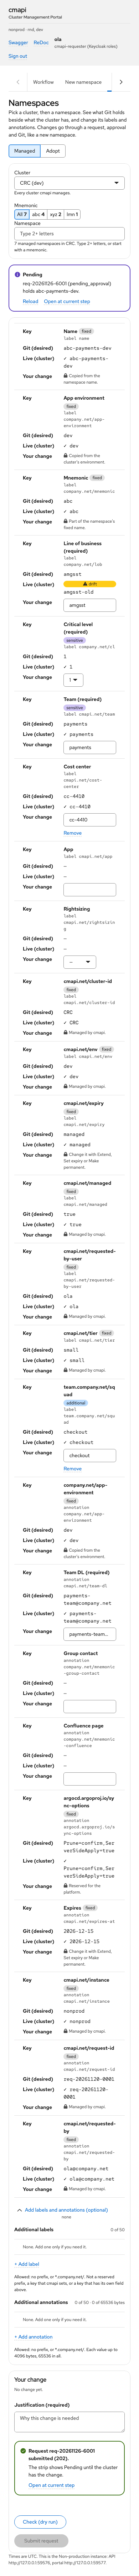 cmapi
Cluster Management Portal
nonprod · ind, dev
Swagger ReDoc ola
cmapi-requester (Keycloak roles)
Sign out
Workflow New namespace
Namespaces
Pick a cluster, then a namespace. See what Git holds
beside what the cluster has, and edit its labels and
annotations. Changes go through a request, approval
and Git, like a new namespace.
Managed Adopt
Cluster
CRC (dev)
Every cluster cmapi manages.
Mnemonic
All 7 abc 4 xyz 2 lmn 1
Namespace
Type 2+ letters
7 managed namespaces in CRC. Type 2+ letters, or start
with a mnemonic.
Pending
req-20261126-6001 (pending_approval)
holds abc-payments-dev.
Reload Open at current step
Key Name fixed
label name
Git (desired) abc-payments-dev
Live (cluster) ✓ abc-payments-
dev
Your change Copied from the
namespace name.
Key App environment
fixed
label
company.net/app-
environment
Git (desired) dev
Live (cluster) ✓ dev
Your change Copied from the
cluster's environment.
Key Mnemonic fixed
label
company.net/mnemonic
Git (desired) abc
Live (cluster) ✓ abc
Your change Part of the namespace's
fixed name.
Key Line of business
(required)
label
company.net/lob
Git (desired) amgsst
Live (cluster) drift
amgsst-old
Your change amgsst
Key Critical level
(required)
sensitive
label company.net/cl
Git (desired) 1
Live (cluster) ✓ 1
Your change 1
Key Team (required)
sensitive
label cmapi.net/team
Git (desired) payments
Live (cluster) ✓ payments
Your change payments
Key Cost center
label
cmapi.net/cost-
center
Git (desired) cc-4410
Live (cluster) ✓ cc-4410
Your change cc-4410
Remove
Key App
label cmapi.net/app
Git (desired) —
Live (cluster) —
Your change
Key Rightsizing
label
cmapi.net/rightsizin
g
Git (desired) —
Live (cluster) —
Your change —
Key cmapi.net/cluster-id
fixed
label
cmapi.net/cluster-id
Git (desired) CRC
Live (cluster) ✓ CRC
Your change Managed by cmapi.
Key cmapi.net/env fixed
label cmapi.net/env
Git (desired) dev
Live (cluster) ✓ dev
Your change Managed by cmapi.
Key cmapi.net/expiry
fixed
label
cmapi.net/expiry
Git (desired) managed
Live (cluster) ✓ managed
Your change Change it with Extend,
Set expiry or Make
permanent.
Key cmapi.net/managed
fixed
label
cmapi.net/managed
Git (desired) true
Live (cluster) ✓ true
Your change Managed by cmapi.
Key cmapi.net/requested-
by-user
fixed
label
cmapi.net/requested-
by-user
Git (desired) ola
Live (cluster) ✓ ola
Your change Managed by cmapi.
Key cmapi.net/tier fixed
label cmapi.net/tier
Git (desired) small
Live (cluster) ✓ small
Your change Managed by cmapi.
Key team.company.net/sq
uad
additional
label
team.company.net/squ
ad
Git (desired) checkout
Live (cluster) ✓ checkout
Your change checkout
Remove
Key company.net/app-
environment
fixed
annotation
company.net/app-
environment
Git (desired) dev
Live (cluster) ✓ dev
Your change Copied from the
cluster's environment.
Key Team DL (required)
annotation
cmapi.net/team-dl
Git (desired) payments-
team@company.net
Live (cluster) ✓ payments-
team@company.net
Your change payments-team...
Key Group contact
annotation
company.net/mnemonic
-group-contact
Git (desired) —
Live (cluster) —
Your change
Key Confluence page
annotation
company.net/mnemonic
-confluence
Git (desired) —
Live (cluster) —
Your change
Key argocd.argoproj.io/sy
nc-options
fixed
annotation
argocd.argoproj.io/s
ync-options
Git (desired) Prune=confirm,Ser
verSideApply=true
Live (cluster) ✓
Prune=confirm,Ser
verSideApply=true
Your change Reserved for the
platform.
Key Expires fixed
annotation
cmapi.net/expires-at
Git (desired) 2026-12-15
Live (cluster) ✓ 2026-12-15
Your change Change it with Extend,
Set expiry or Make
permanent.
Key cmapi.net/instance
fixed
annotation
cmapi.net/instance
Git (desired) nonprod
Live (cluster) ✓ nonprod
Your change Managed by cmapi.
Key cmapi.net/request-id
fixed
annotation
cmapi.net/request-id
Git (desired) req-20261120-0001
Live (cluster) ✓ req-20261120-
0001
Your change Managed by cmapi.
Key cmapi.net/requested-
by
fixed
annotation
cmapi.net/requested-
by
Git (desired) ola@company.net
Live (cluster) ✓ ola@company.net
Your change Managed by cmapi.
Add labels and annotations (optional)
none
Additional labels 0 of 50
None. Add one only if you need it.
+ Add label
Allowed: no prefix, or *.company.net/. Not a reserved
prefix, a key that cmapi sets, or a key that has its own field
above.
Additional annotations 0 of 50 · 0 of 65536 bytes
None. Add one only if you need it.
+ Add annotation
Allowed: no prefix, or *.company.net/. Each value up to
4096 bytes, 65536 in all.
Your change
No change yet.
Justification (required)
Why this is needed
Request req-20261126-6001
submitted (202).
The strip shows Pending until the cluster
has the change.
Open at current step
Check (dry run)
Submit request
Times are UTC. This is the Non-production instance: API
http://127.0.0.1:59576, portal http://127.0.0.1:59577.